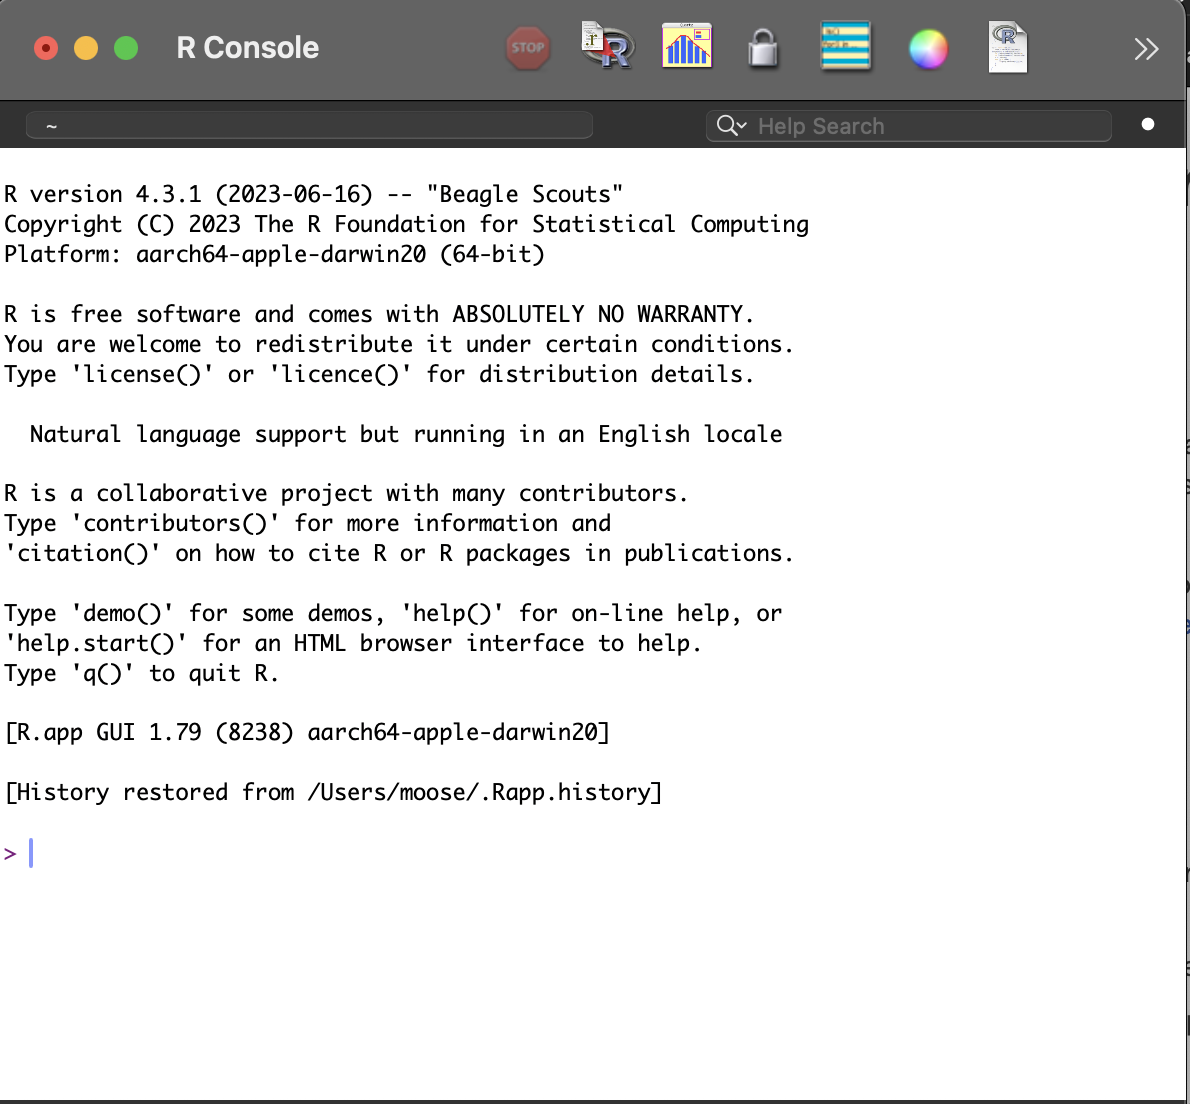 R Console
STOP
~
Help Search
R version 4.3.1 (2023-06-16) -- "Beagle Scouts"
Copyright (C) 2023 The R Foundation for Statistical Computing
Platform: aarch64-apple-darwin20 (64-bit)
R is free software and comes with ABSOLUTELY NO WARRANTY.
You are welcome to redistribute it under certain conditions.
Type 'license()' or 'licence()' for distribution details.
Natural language support but running in an English locale
R is a collaborative project with many contributors.
Type 'contributors()' for more information and
'citation()' on how to cite R or R packages in publications.
Type 'demo()' for some demos, 'help()' for on-line help, or
'help.start()' for an HTML browser interface to help.
Type 'q()' to quit R.
[R.app GUI 1.79 (8238) aarch64-apple-darwin20]
[History restored from /Users/moose/.Rapp.history]
>